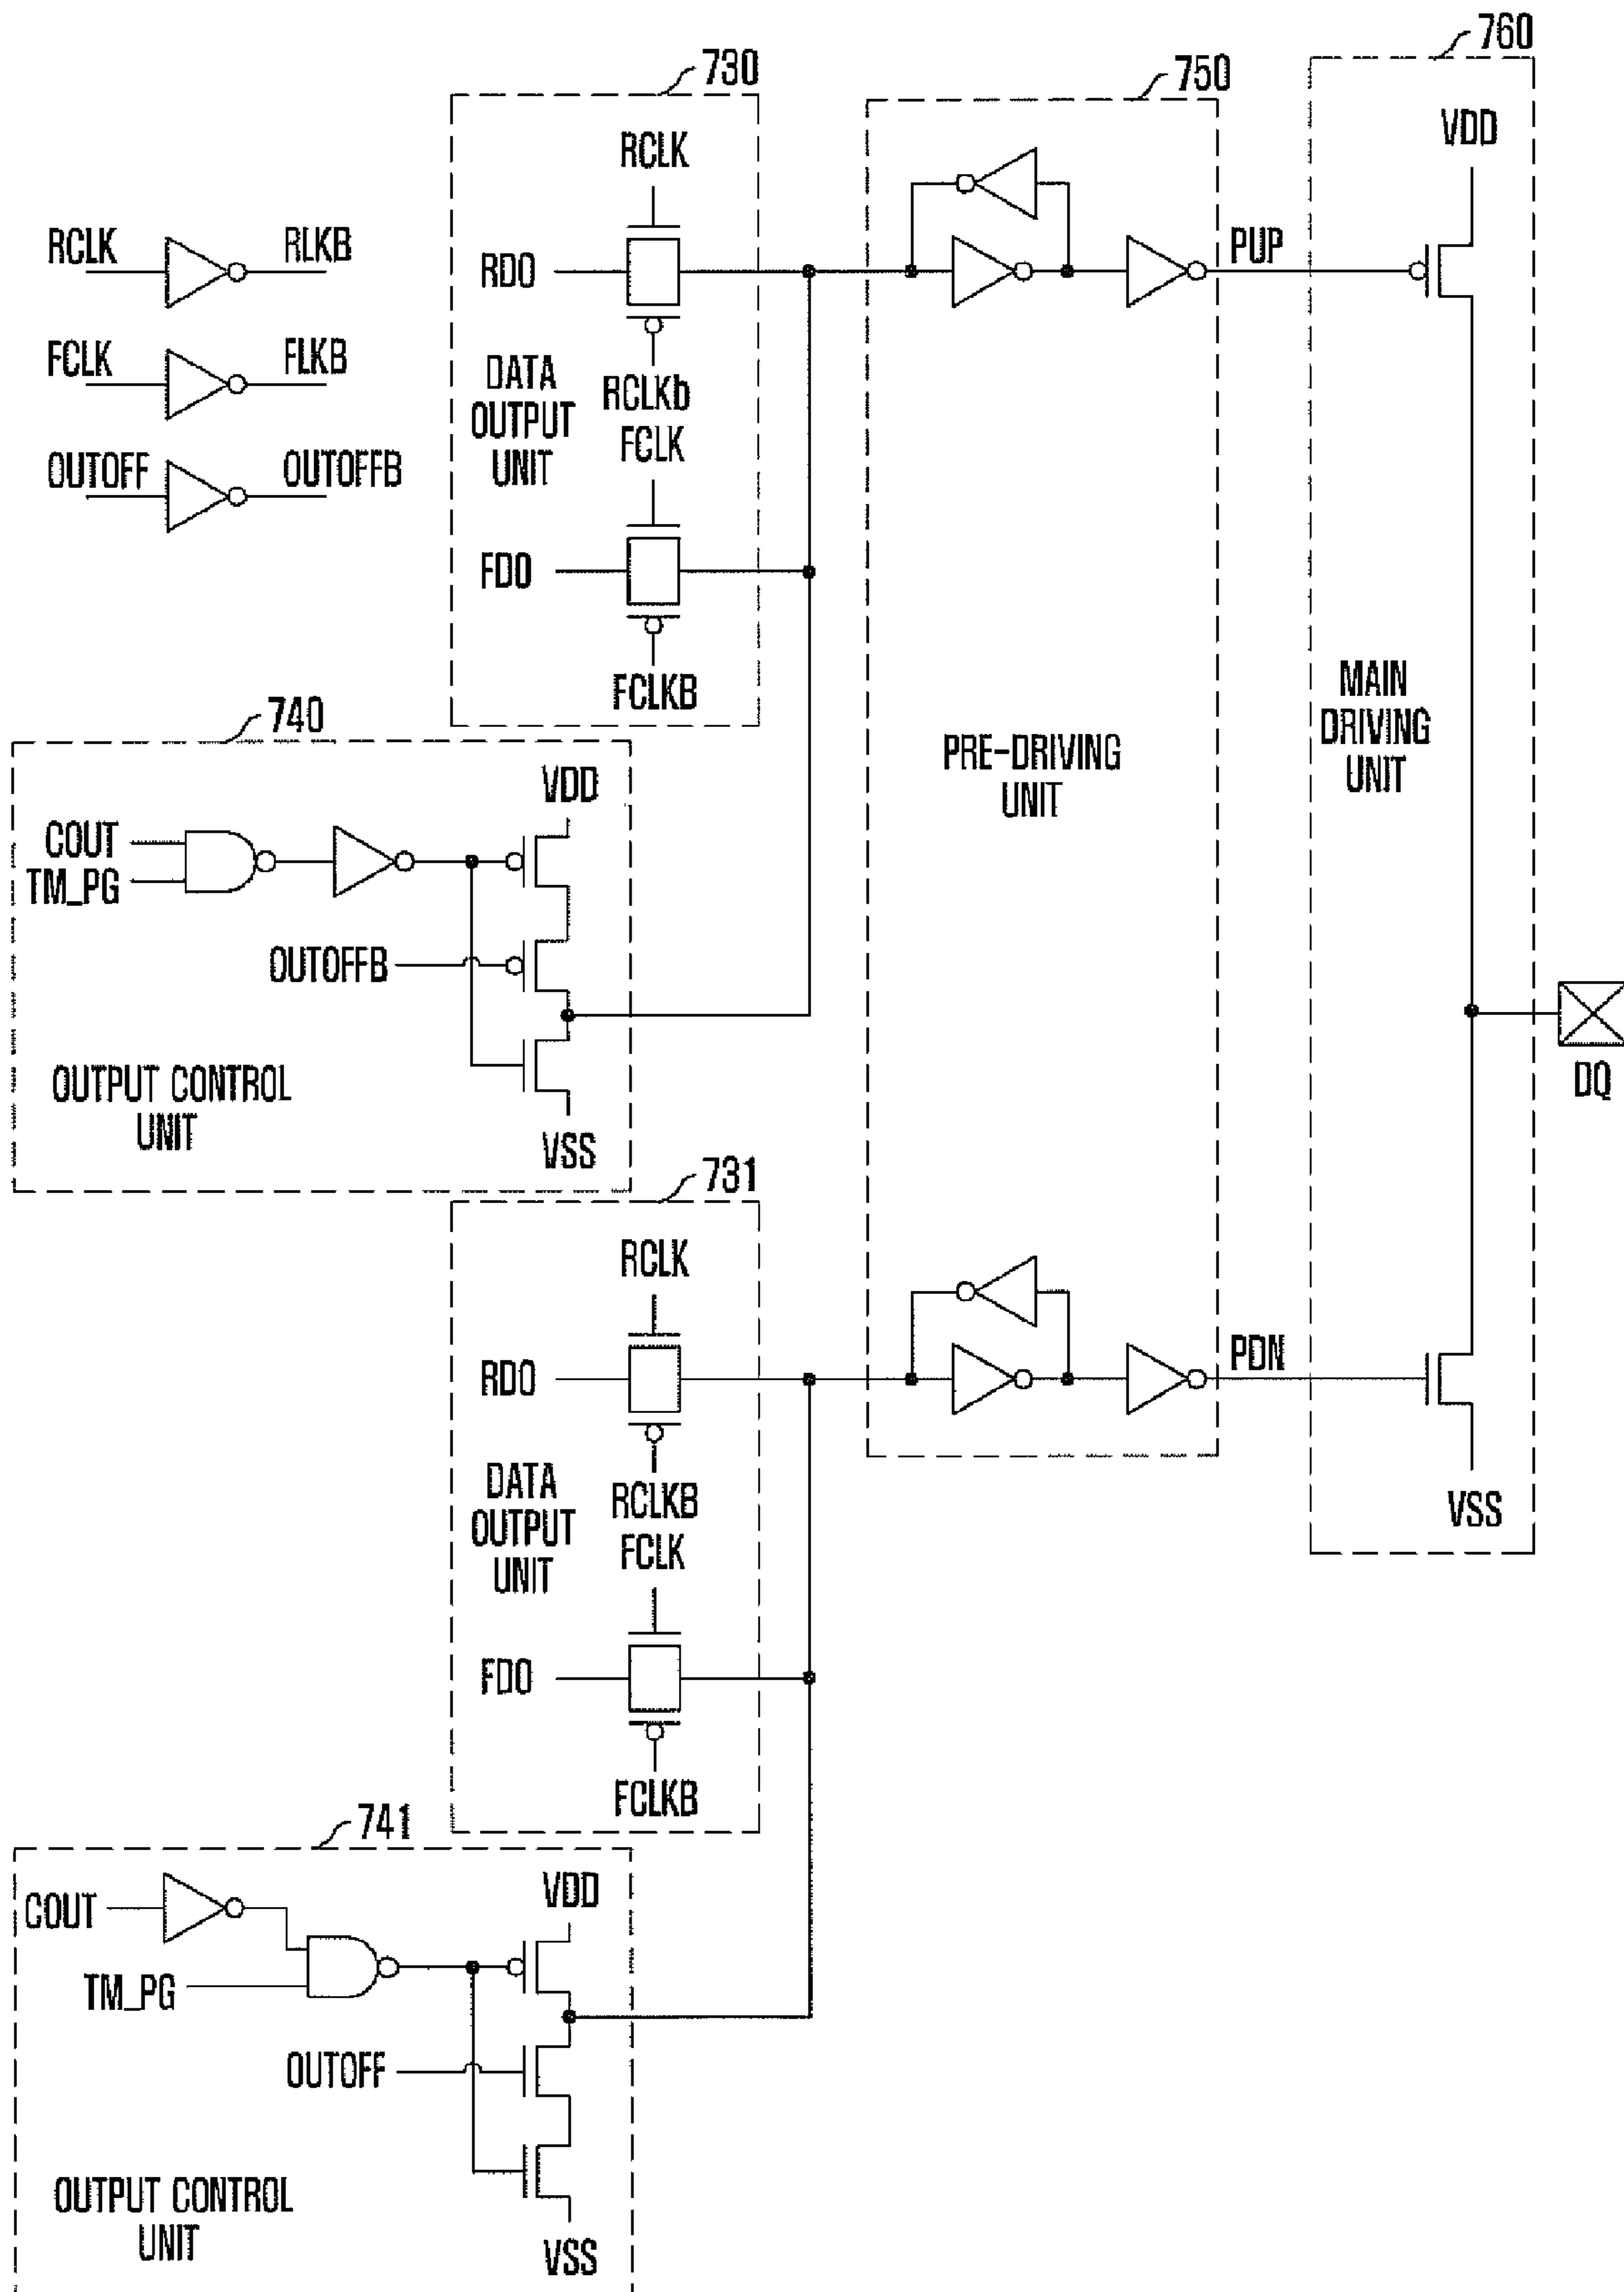 760
730
750
RCLK
VDD
RCLK
RLKB
RDO
PUP
FCLK
FLKB
DATA
OUTPUT
UNIT
RCLKb
FCLK
OUTOFF
OUTOFFB
FDO
FCLKB
MAIN
DRIVING
UNIT
740
PRE-DRIVING
UNIT
VDD
COUT
TM_PG
OUTOFFB
OUTPUT CONTROL
UNIT
VSS
DQ
731
RCLK
RDO
PDN
DATA
OUTPUT
UNIT
RCLKB
FCLK
VSS
FDO
FCLKB
741
COUT
VDD
TM_PG
OUTOFF
OUTPUT CONTROL
UNIT
VSS